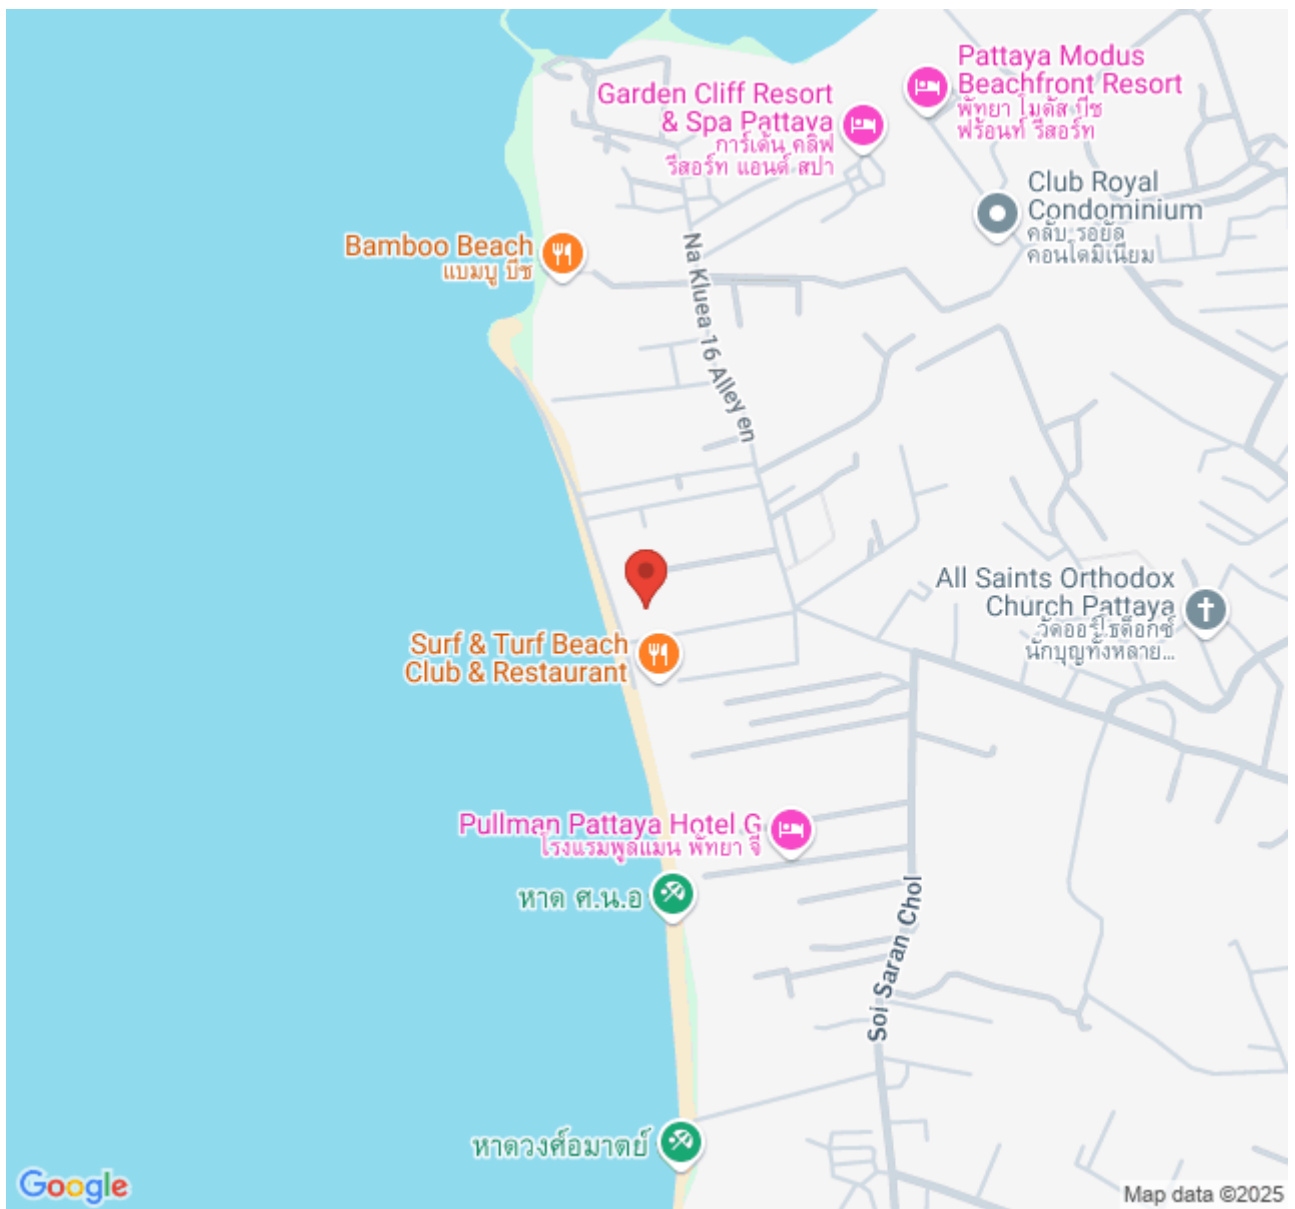 Pattaya Modus
Beachfront Resort
พัทยา โมดัส บีช
ฟร้อนท์ รีสอร์ท
Garden Cliff Resort
& Spa Pattaya
การ์เด้น คลิฟ
รีสอร์ท แอนด์ สปา
Club Royal
Condominium
คลับ รอยัล
คอนโดมิเนียม
Bamboo Beach
แบมบู บีช
Na Kluea 16 Alley en
All Saints Orthodox
Church Pattaya
วัดออร์โธด็อกซ์
นักบุญทั้งหลาย...
Surf & Turf Beach
Club & Restaurant
Pullman Pattaya Hotel G
โรงแรมพูลแมน พัทยา จี
หาด ศ.น.อ
Soi Saran Chol
หาดวงศ์อมาตย์
Google
Map data ©2025